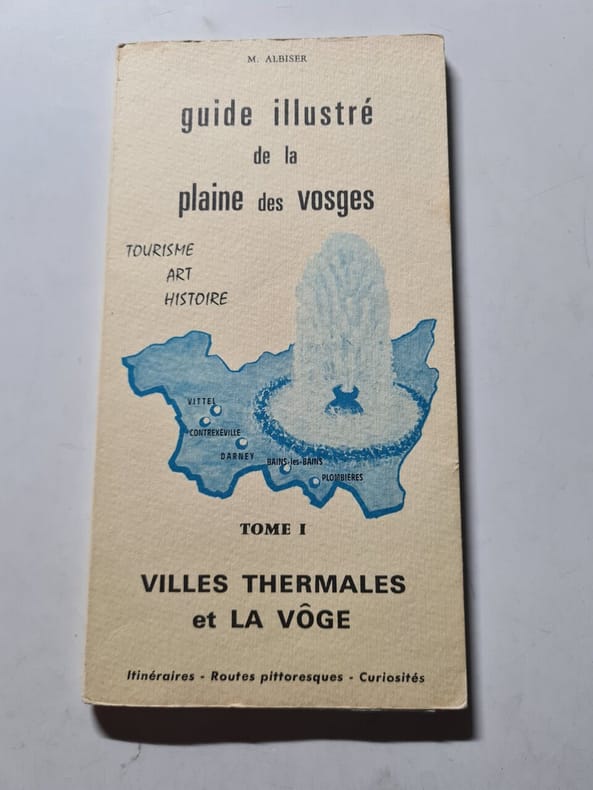 M. ALBISER
guide illustré
de la
plaine des vosges
TOURISME
ART
HISTOIRE
VITTEL
CONTREXEVILLE
DARNEY
BAINS-les-BAINS
PLOMBIÈRES
TOME I
VILLES THERMALES
et LA VÔGE
Itinéraires - Routes pittoresques - Curiosités